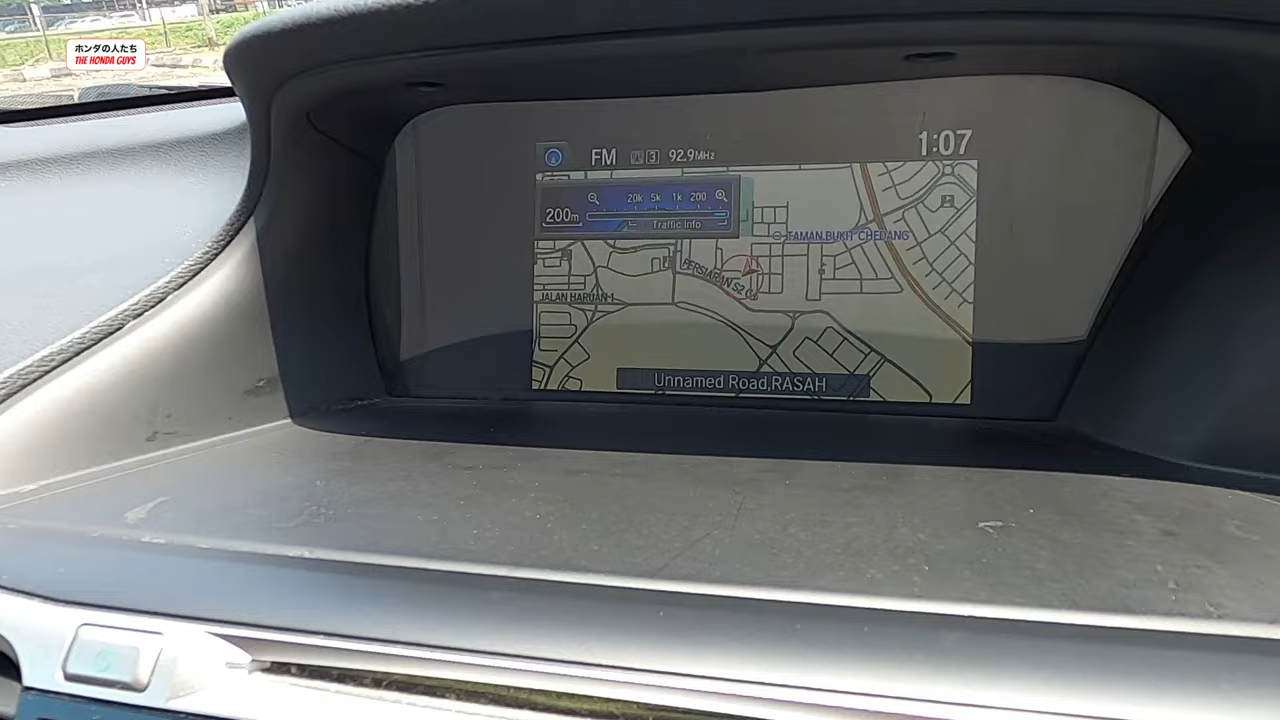 ホンダの人たち
THE HONDA GUYS
1:07
FM 3 92.9MHz
20k 5k 1k 200
200m
Traffic Info
TAMAN BUKIT CHEDANG
PERSIARAN S2 C
JALAN HARUAN 1
Unnamed Road,RASAH